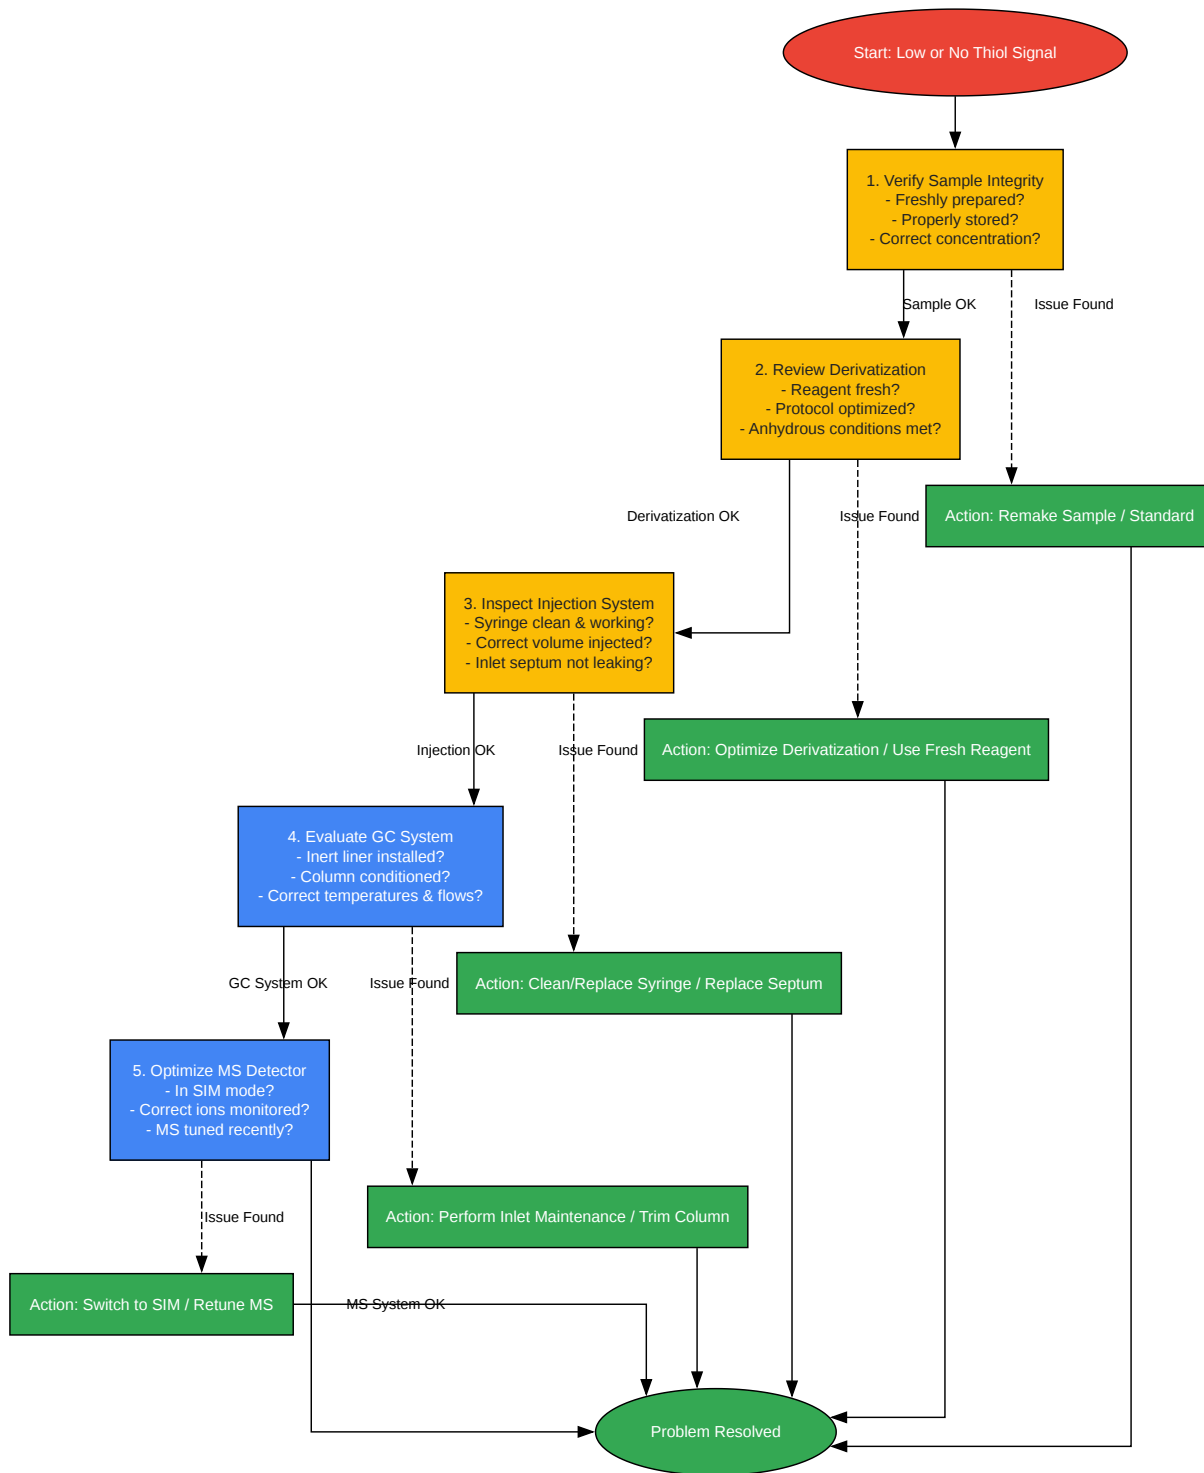 Start: Low or No Thiol Signal
1. Verify Sample Integrity
- Freshly prepared?
- Properly stored?
- Correct concentration?
Sample OK
Issue Found
2. Review Derivatization
- Reagent fresh?
- Protocol optimized?
- Anhydrous conditions met?
Derivatization OK
Issue Found
Action: Remake Sample / Standard
3. Inspect Injection System
- Syringe clean & working?
- Correct volume injected?
- Inlet septum not leaking?
Injection OK
Issue Found
Action: Optimize Derivatization / Use Fresh Reagent
4. Evaluate GC System
- Inert liner installed?
- Column conditioned?
- Correct temperatures & flows?
GC System OK
Issue Found
Action: Clean/Replace Syringe / Replace Septum
5. Optimize MS Detector
- In SIM mode?
- Correct ions monitored?
- MS tuned recently?
Issue Found
Action: Perform Inlet Maintenance / Trim Column
Action: Switch to SIM / Retune MS
MS System OK
Problem Resolved